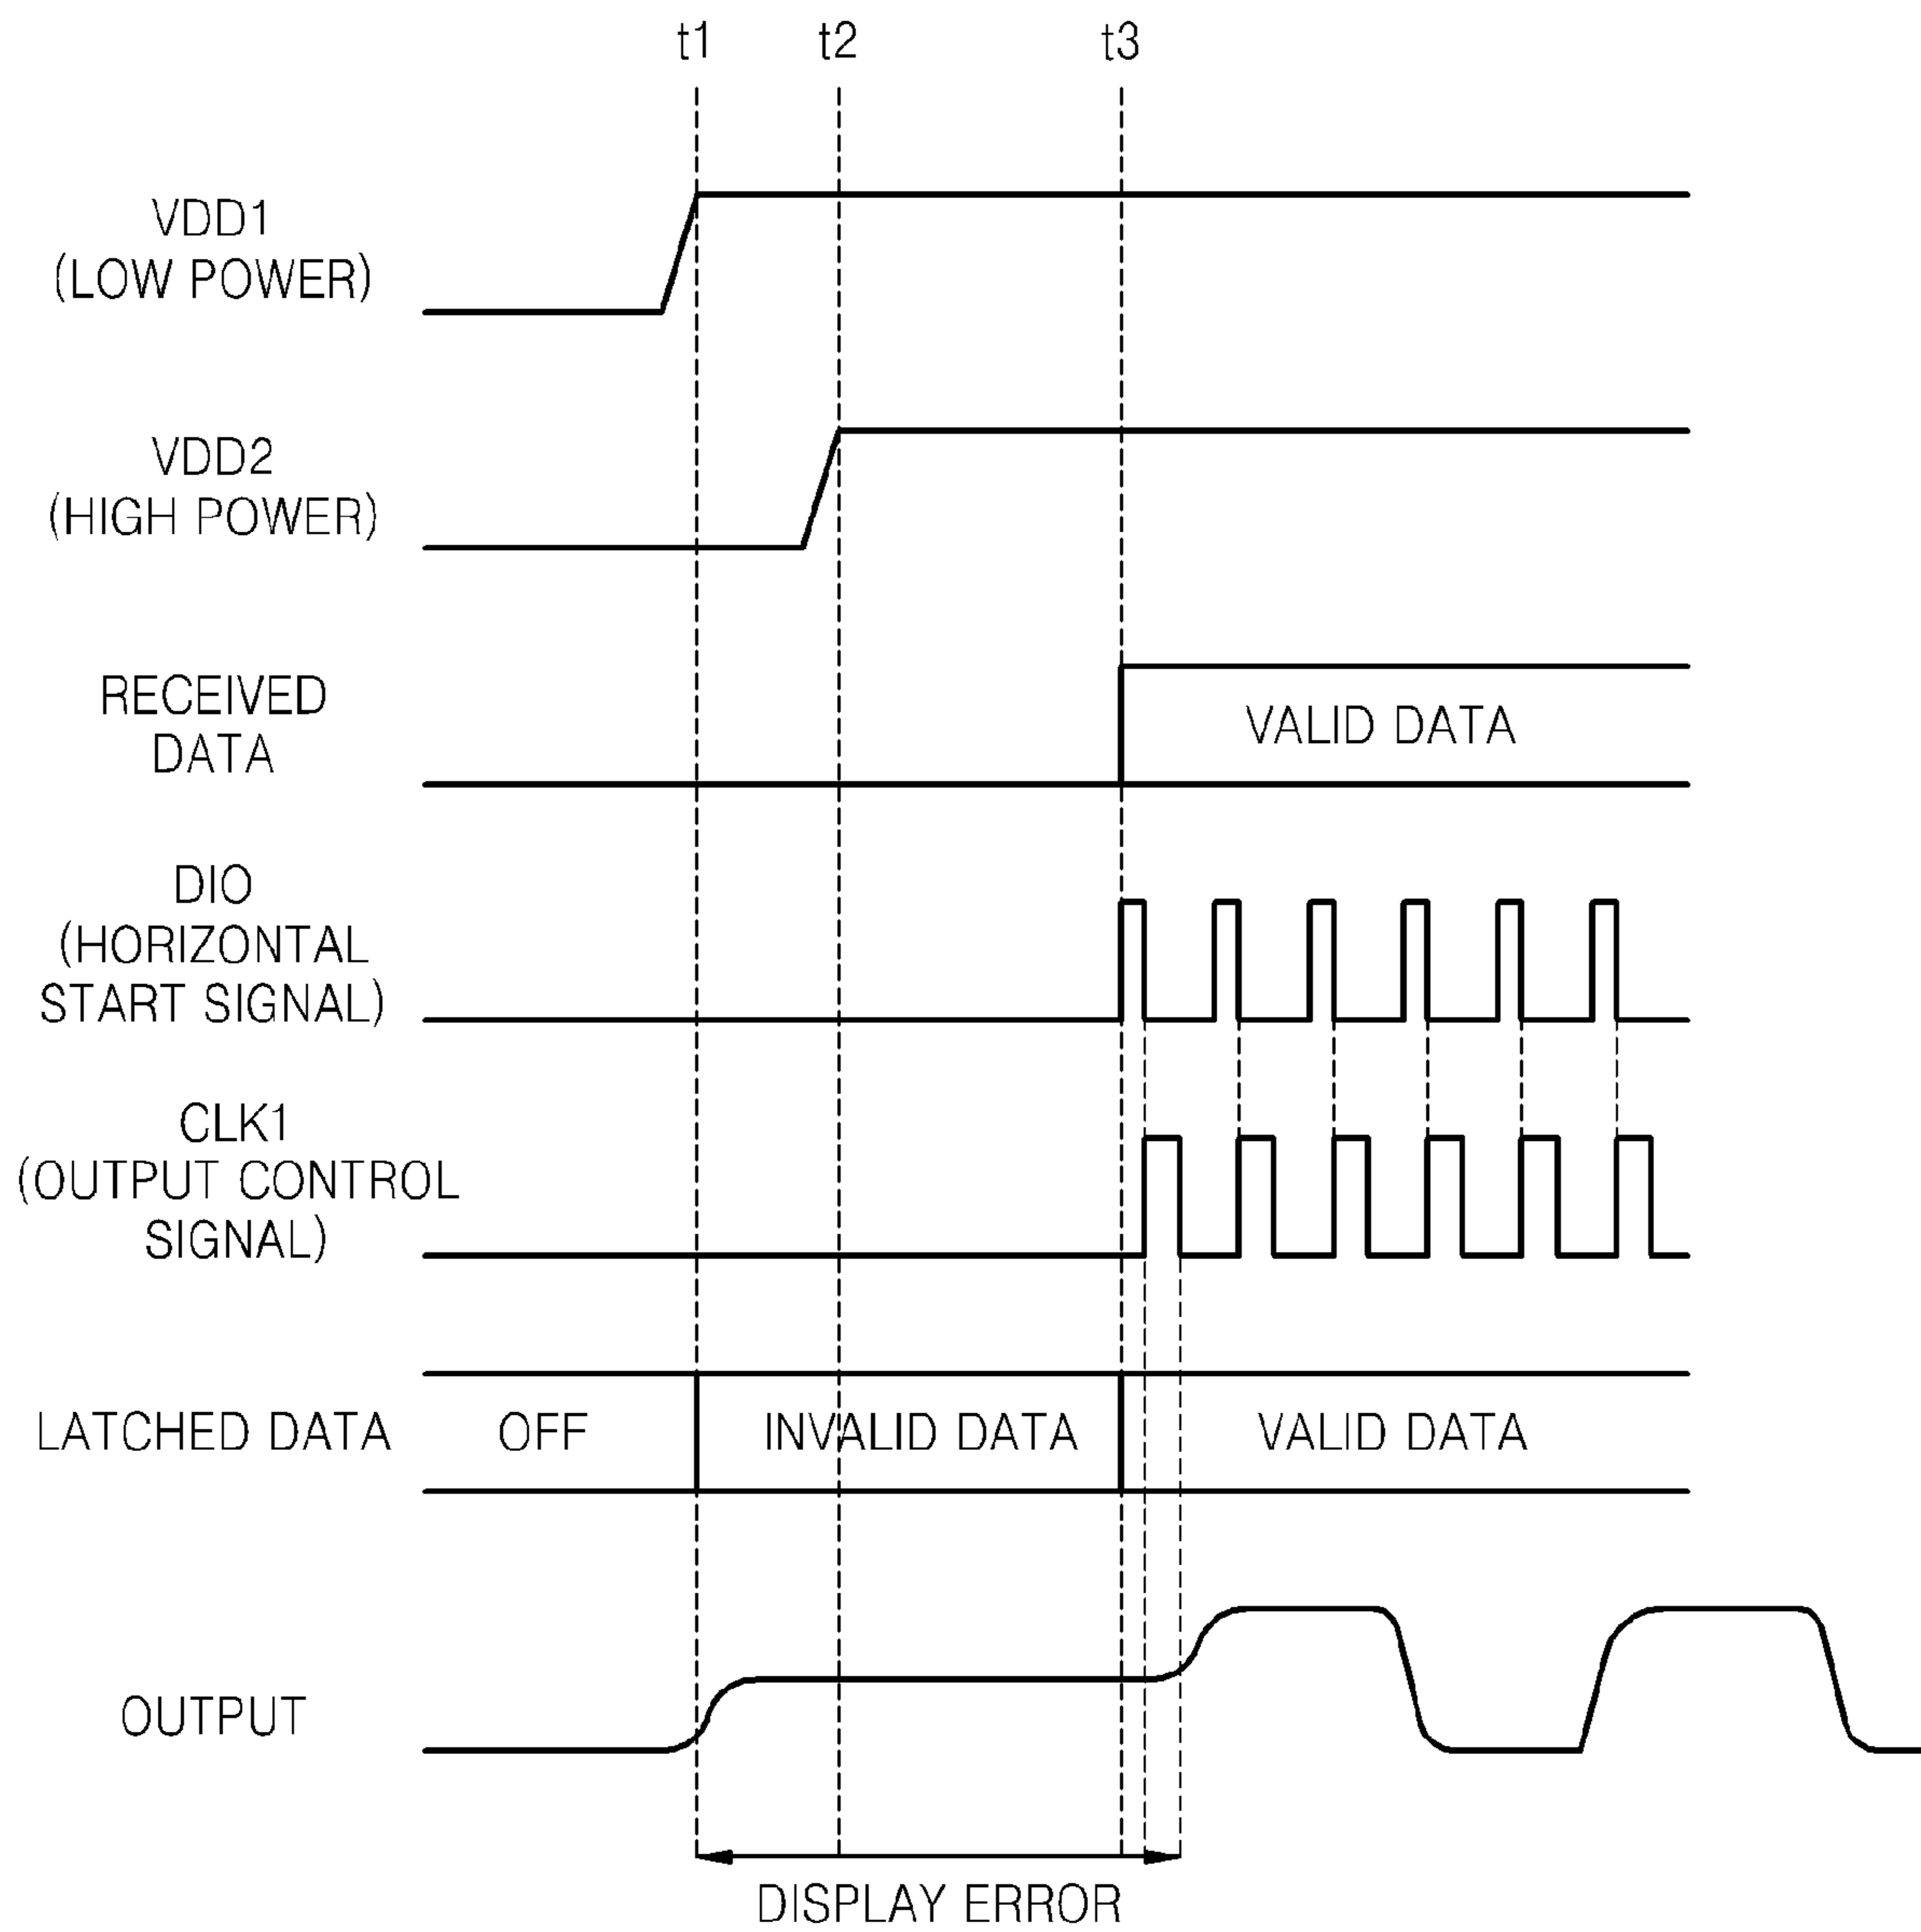 t1 t2 t3
VDD1
(LOW POWER)
VDD2
(HIGH POWER)
RECEIVED
DATA
VALID DATA
DIO
(HORIZONTAL
START SIGNAL)
CLK1
(OUTPUT CONTROL
SIGNAL)
LATCHED DATA OFF INVALID DATA VALID DATA
OUTPUT
DISPLAY ERROR